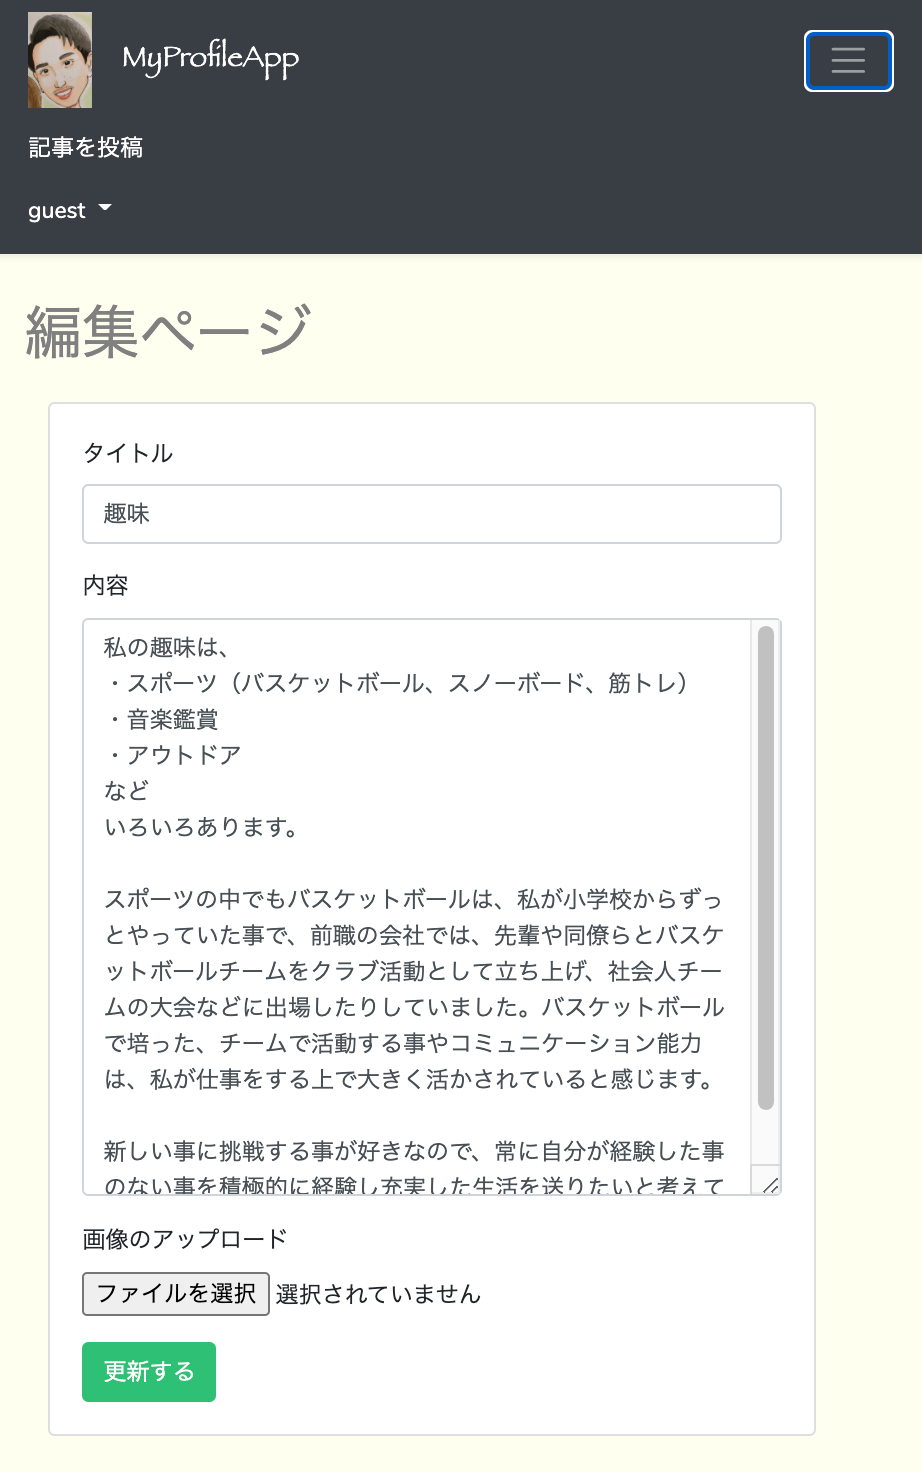 MyProfileApp
記事を投稿
guest
編集ページ
タイトル
趣味
内容
私の趣味は、
・スポーツ（バスケットボール、スノーボード、筋トレ）
・音楽鑑賞
・アウトドア
など
いろいろあります。
スポーツの中でもバスケットボールは、私が小学校からずっ
とやっていた事で、前職の会社では、先輩や同僚らとバスケ
ットボールチームをクラブ活動として立ち上げ、社会人チー
ムの大会などに出場したりしていました。バスケットボール
で培った、チームで活動する事やコミュニケーション能力
は、私が仕事をする上で大きく活かされていると感じます。
新しい事に挑戦する事が好きなので、常に自分が経験した事
のない事を積極的に経験し充実した生活を送りたいと考えて
画像のアップロード
ファイルを選択 選択されていません
更新する